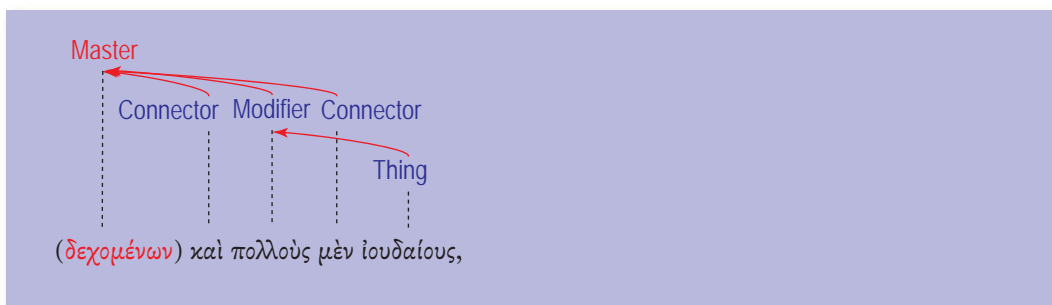 Master
Connector Modifier Connector
Thing
(δεχομένων) καὶ πολλοὺς μὲν ἰουδαίους,